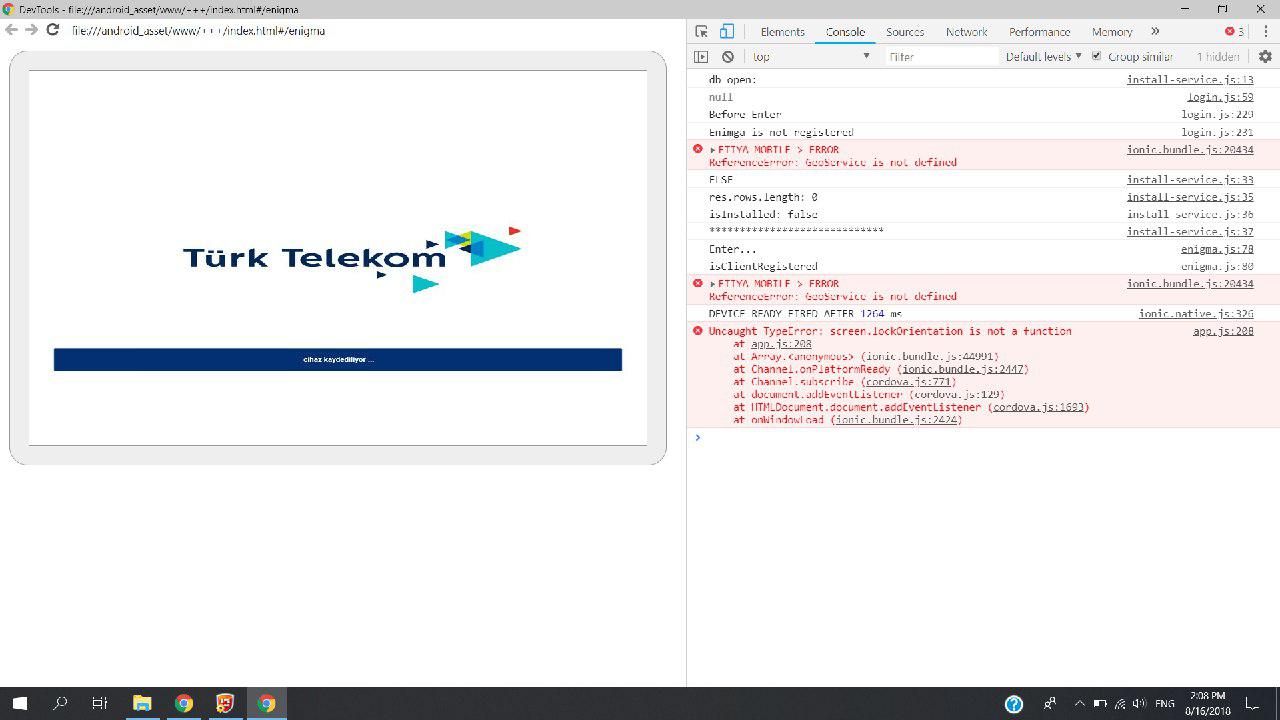 DevTools - file:///android_asset/www/+++/index.html#/enigma
file:///android_asset/www/+++/index.html#/enigma
Elements Console Sources Network Performance Memory » 3
top Filter Default levels Group similar 1 hidden
db open: install-service.js:13
null login.js:59
Before Enter login.js:229
Enimga is not registered login.js:231
ETIYA MOBILE > ERROR ionic.bundle.js:20434
ReferenceError: GeoService is not defined
ELSE install-service.js:33
res.rows.length: 0 install-service.js:35
isInstalled: false install-service.js:36
***************************** install-service.js:37
Enter... enigma.js:78
isClientRegistered enigma.js:80
ETIYA MOBILE > ERROR ionic.bundle.js:20434
ReferenceError: GeoService is not defined
DEVICE READY FIRED AFTER 1264 ms ionic.native.js:326
Uncaught TypeError: screen.lockOrientation is not a function app.js:208
at app.js:208
at Array.<anonymous> (ionic.bundle.js:44991)
at Channel.onPlatformReady (ionic.bundle.js:2447)
at Channel.subscribe (cordova.js:771)
at document.addEventListener (cordova.js:129)
at HTMLDocument.document.addEventListener (cordova.js:1693)
at onWindowLoad (ionic.bundle.js:2424)
Türk Telekom
cihaz kaydediliyor ...
ENG
2:08 PM
8/16/2018